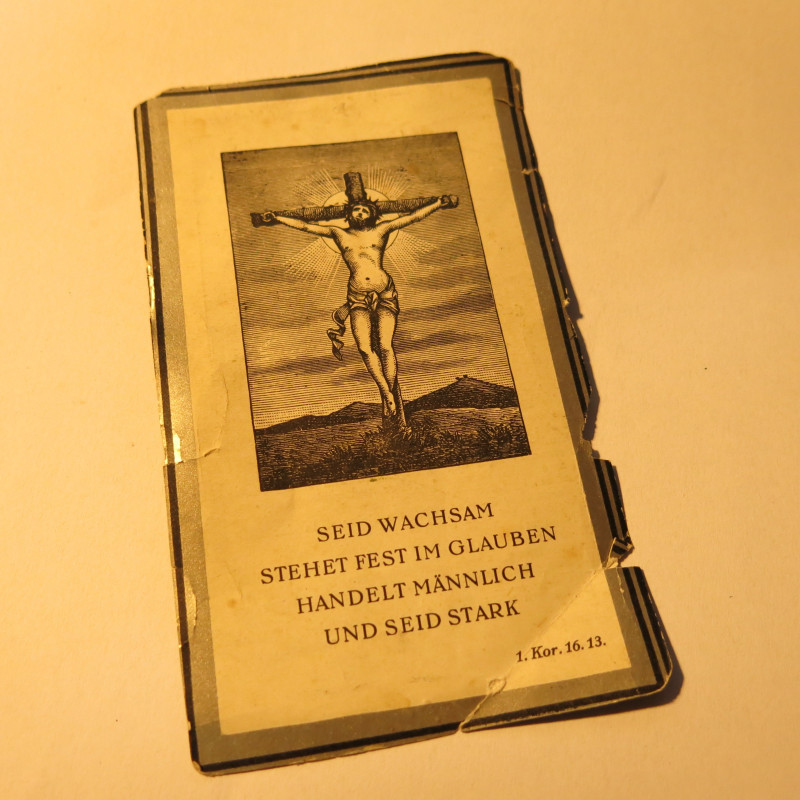 SEID WACHSAM
STEHET FEST IM GLAUBEN
HANDELT MÄNNLICH
UND SEID STARK
1. Kor. 16. 13.